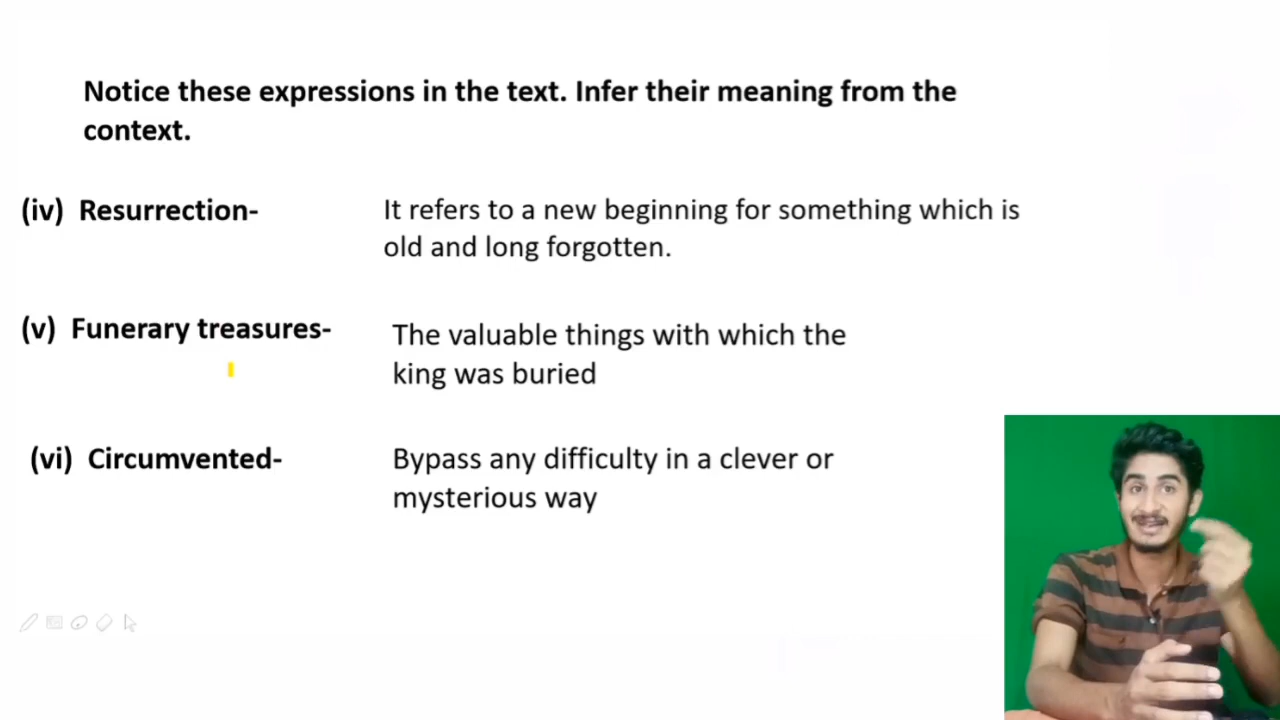 Notice these expressions in the text. Infer their meaning from the
context.
(iv) Resurrection-
It refers to a new beginning for something which is
old and long forgotten.
(v) Funerary treasures-
The valuable things with which the
king was buried
(vi) Circumvented-
Bypass any difficulty in a clever or
mysterious way